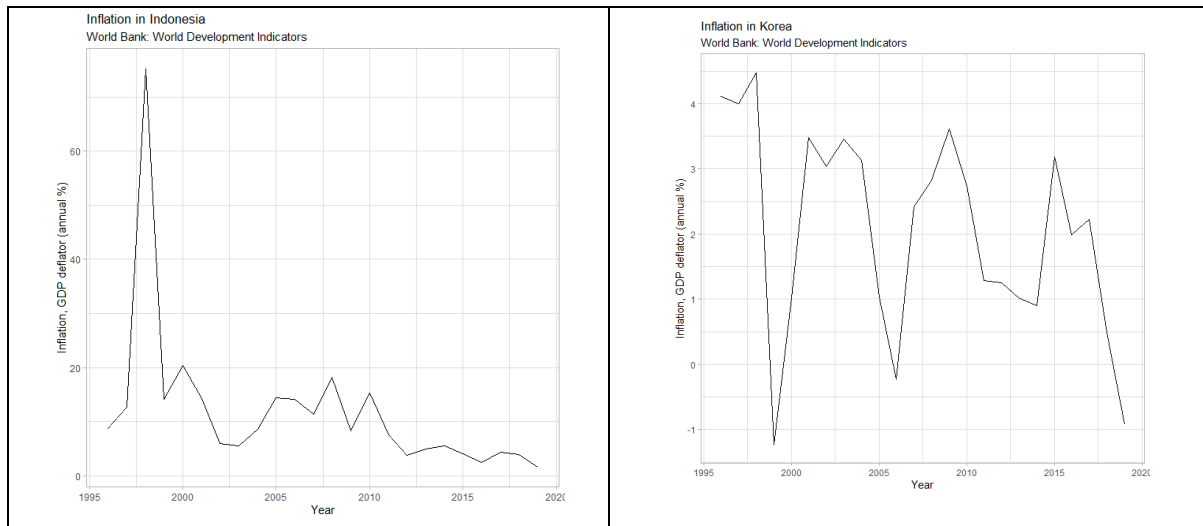 Inflation in Indonesia
World Bank: World Development Indicators
Inflation, GDP deflator (annual %)
60
40
20
0
1995
2000
2005
2010
2015
2020
Year
Inflation in Korea
World Bank: World Development Indicators
Inflation, GDP deflator (annual %)
4
3
2
1
0
-1
1995
2000
2005
2010
2015
2020
Year